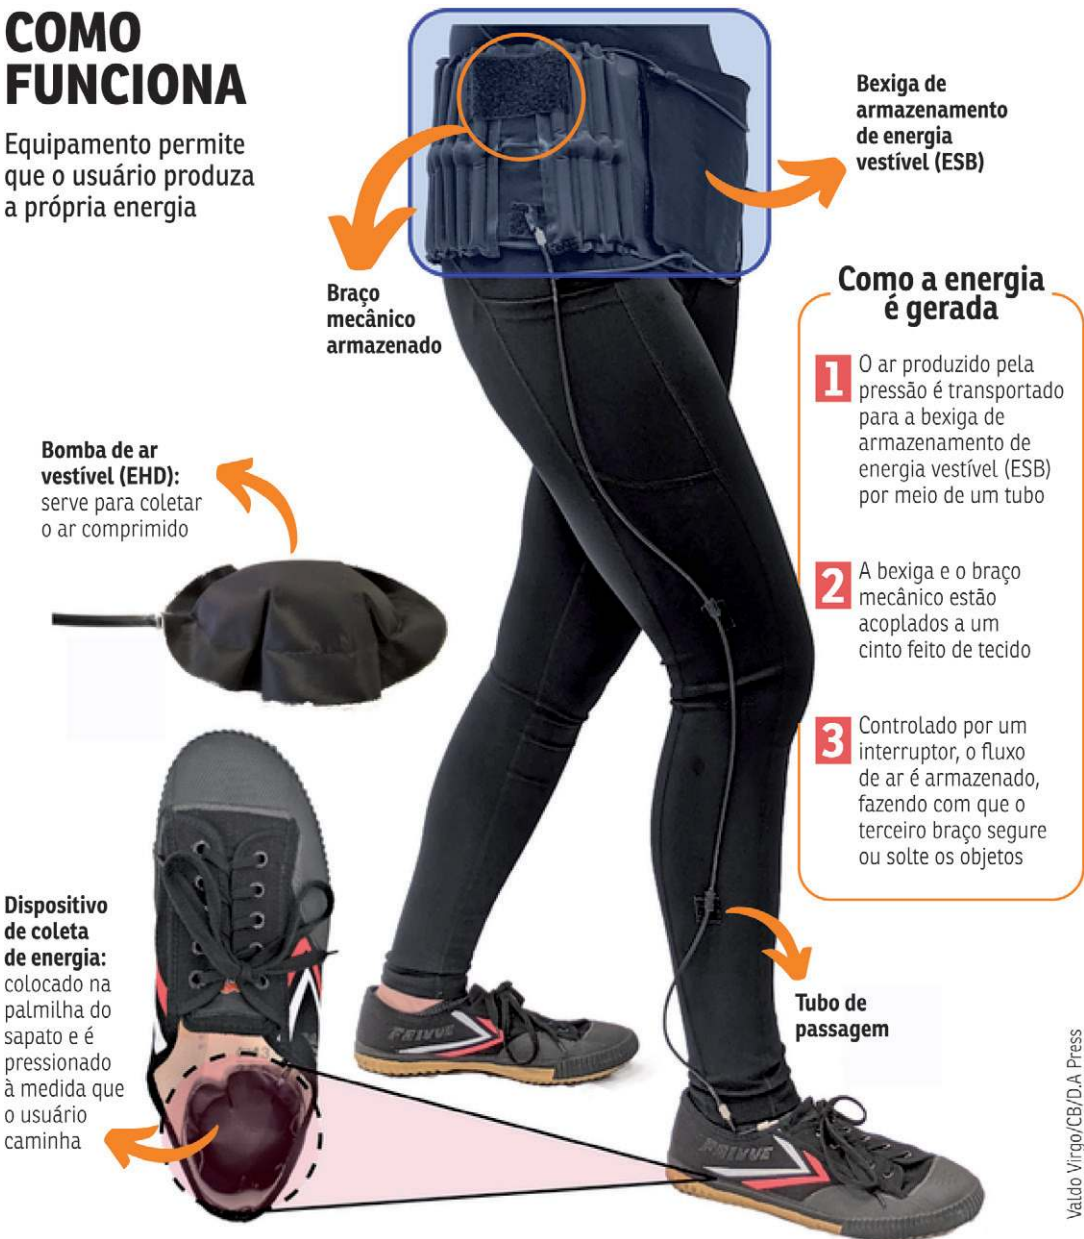 COMO
FUNCIONA
Equipamento permite
que o usuário produza
a própria energia
Bexiga de
armazenamento
de energia
vestível (ESB)
Braço
mecânico
armazenado
Como a energia
é gerada
1 O ar produzido pela
pressão é transportado
para a bexiga de
armazenamento de
energia vestível (ESB)
por meio de um tubo
2 A bexiga e o braço
mecânico estão
acoplados a um
cinto feito de tecido
3 Controlado por um
interruptor, o fluxo
de ar é armazenado,
fazendo com que o
terceiro braço segure
ou solte os objetos
Bomba de ar
vestível (EHD):
serve para coletar
o ar comprimido
Dispositivo
de coleta
de energia:
colocado na
palmilha do
sapato e é
pressionado
à medida que
o usuário
caminha
Tubo de
passagem
Valdo Virgo/CB/D.A Press